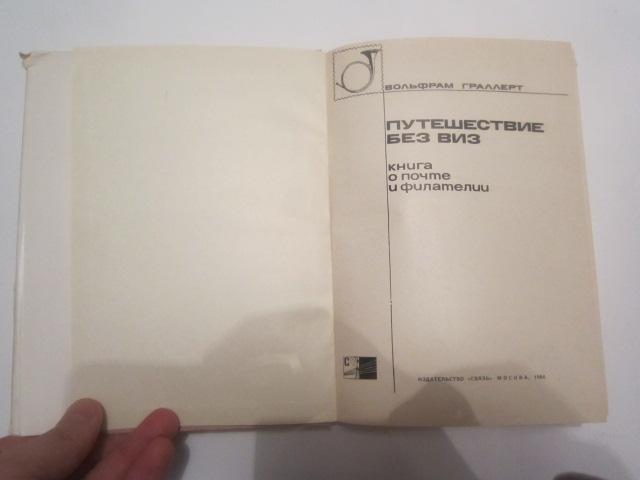 ВОЛЬФРАМ ГРАЛЛЕРТ
ПУТЕШЕСТВИЕ
БЕЗ ВИЗ
книга
о почте
и филателии
ИЗДАТЕЛЬСТВО «СВЯЗЬ» МОСКВА,